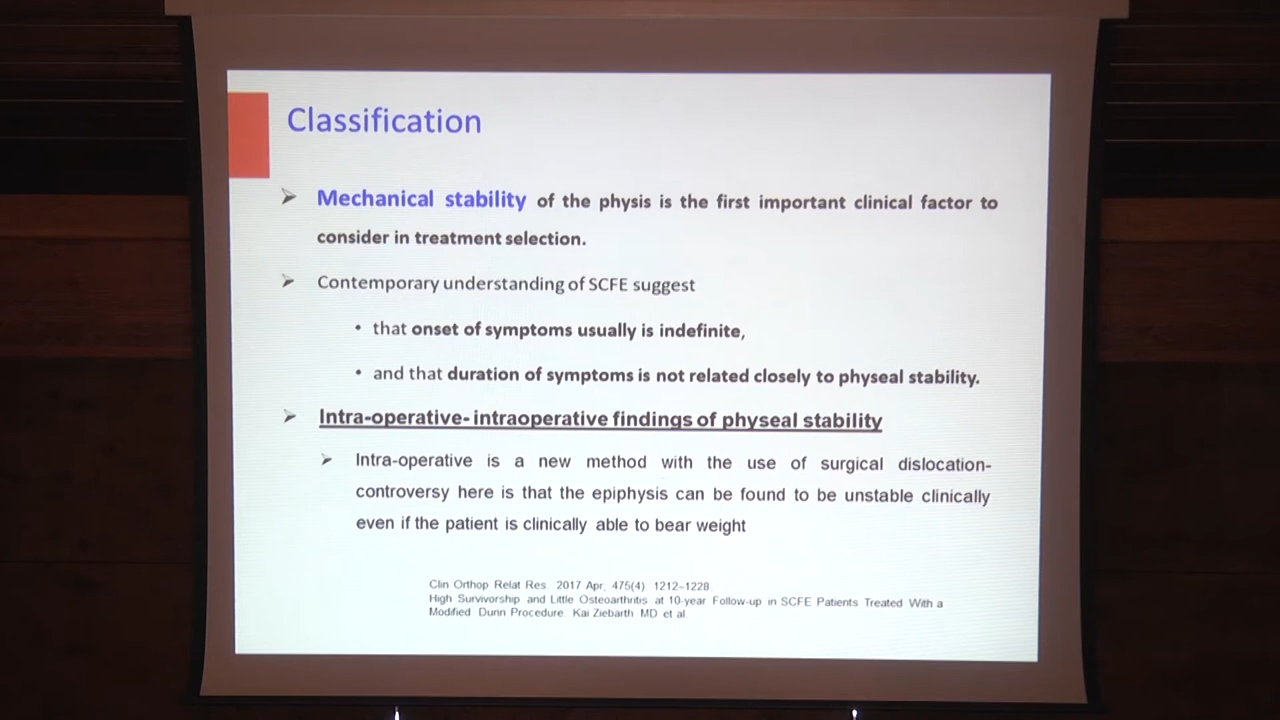 Classification
Mechanical stability of the physis is the first important clinical factor to
consider in treatment selection.
Contemporary understanding of SCFE suggest
• that onset of symptoms usually is indefinite,
• and that duration of symptoms is not related closely to physeal stability.
Intra-operative- intraoperative findings of physeal stability
Intra-operative is a new method with the use of surgical dislocation-
controversy here is that the epiphysis can be found to be unstable clinically
even if the patient is clinically able to bear weight
Clin Orthop Relat Res. 2017 Apr; 475(4) 1212–1228.
High Survivorship and Little Osteoarthritis at 10-year Follow-up in SCFE Patients Treated With a
Modified Dunn Procedure. Kai Ziebarth MD et al.